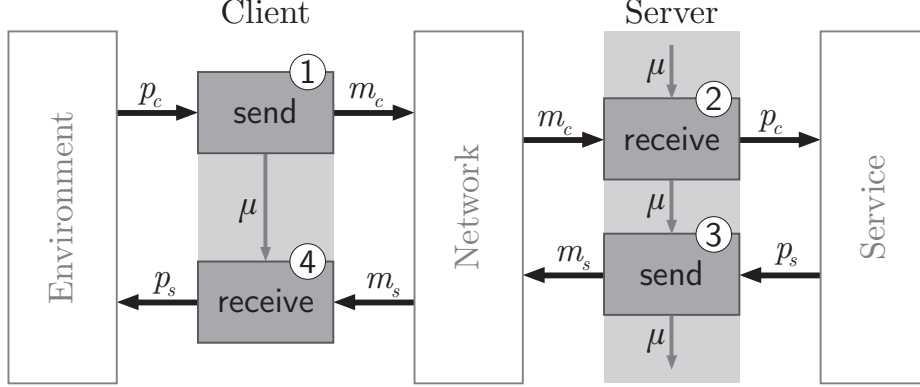 Client
Server
Environment
Network
Service
p_c
1
send
m_c
μ
4
receive
p_s
m_s
μ
m_c
2
receive
p_c
μ
3
send
m_s
p_s
μ